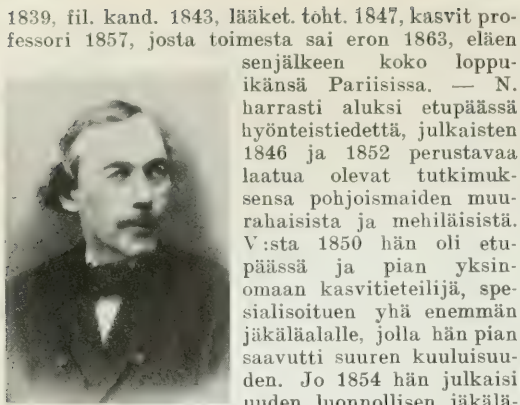 1839, fil. kand. 1843, lääket. toht. 1847, kasvit pro-
fessori 1857, josta toimesta sai eron 1863, eläen
senjälkeen koko loppu-
ikänsä Pariisissa. — N.
harrasti aluksi etupäässä
hyönteistiedettä, julkaisten
1846 ja 1852 perustavaa
laatua olevat tutkimuk-
sensa pohjoismaiden muu-
rahaisista ja mehiläisistä.
V:sta 1850 hän oli etu-
päässä ja pian yksin-
omaan kasvitieteilijä, spe-
sialisoituen yhä enemmän
jäkäläalalle, jolla hän pian
saavutti suuren kuuluisuu-
den. Jo 1854 hän julkaisi
uuden luonnollisen jäkälä-